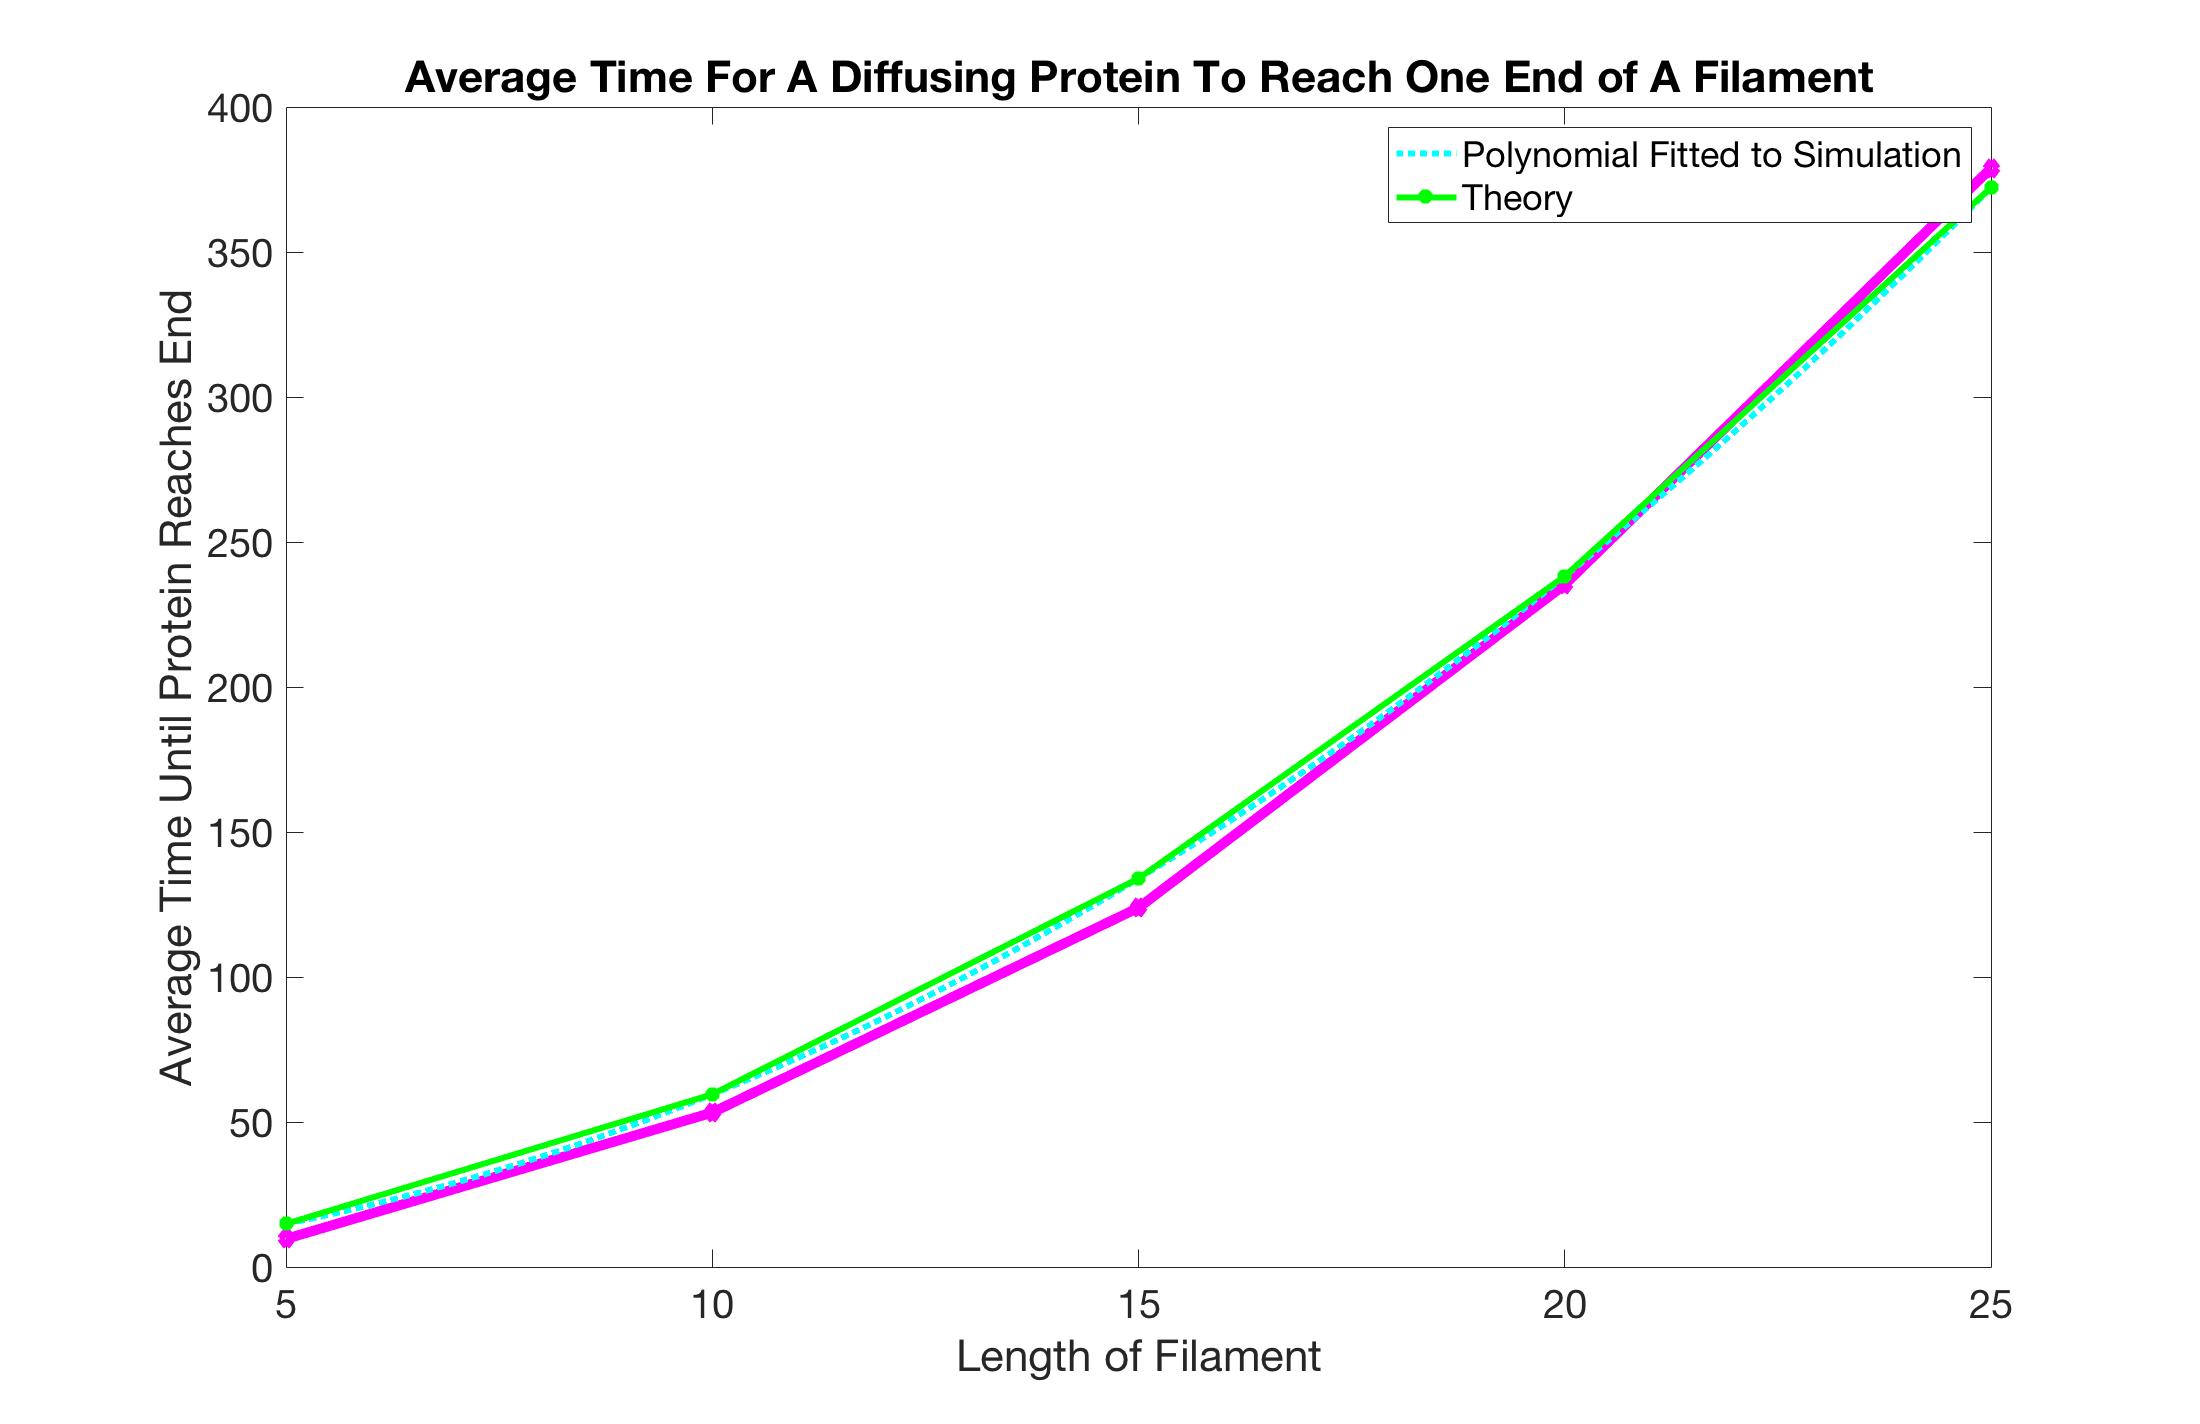 Average Time For A Diffusing Protein To Reach One End of A Filament
400
350
300
250
200
150
100
50
0
Average Time Until Protein Reaches End
Polynomial Fitted to Simulation
Theory
5 10 15 20 25
Length of Filament